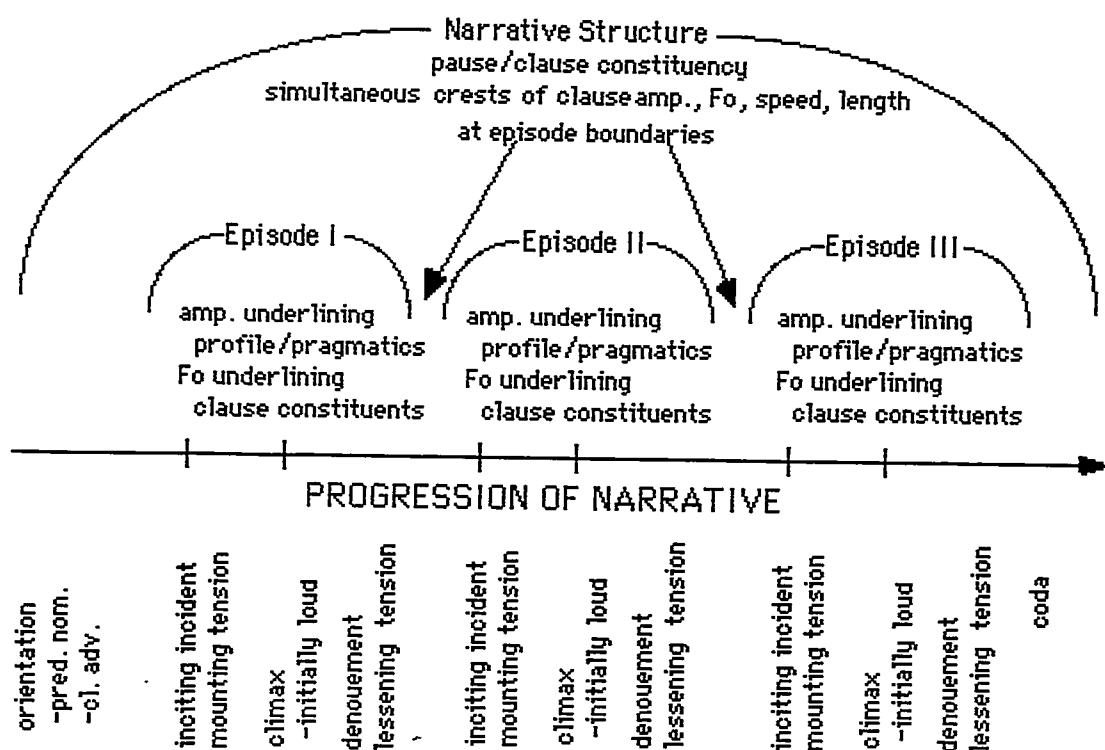 Narrative Structure
pause/clause constituency
simultaneous crests of clause amp., Fo, speed, length
at episode boundaries
Episode I
Episode II
Episode III
amp. underlining
profile/pragmatics
Fo underlining
clause constituents
amp. underlining
profile/pragmatics
Fo underlining
clause constituents
amp. underlining
profile/pragmatics
Fo underlining
clause constituents
PROGRESSION OF NARRATIVE
orientation
-pred. nom.
-cl. adv.
inciting incident
mounting tension
climax
-initially loud
denouement
lessening tension
inciting incident
mounting tension
climax
-initially loud
denouement
lessening tension
inciting incident
mounting tension
climax
-initially loud
denouement
lessening tension
coda